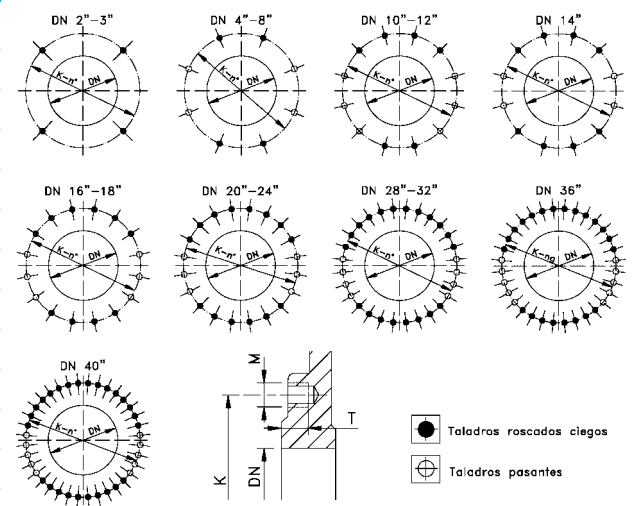 DN 2"-3"
DN 4"-8"
DN 10"-12"
DN 14"
K-n°
DN
K-n°
DN
K-n°
DN
K-n°
DN
DN 16"-18"
DN 20"-24"
DN 28"-32"
DN 36"
K-n°
DN
K-n°
DN
K-n°
DN
K-nº
DN
DN 40"
K-n°
DN
M
T
K
DN
Taladros roscados ciegos
Taladros pasantes